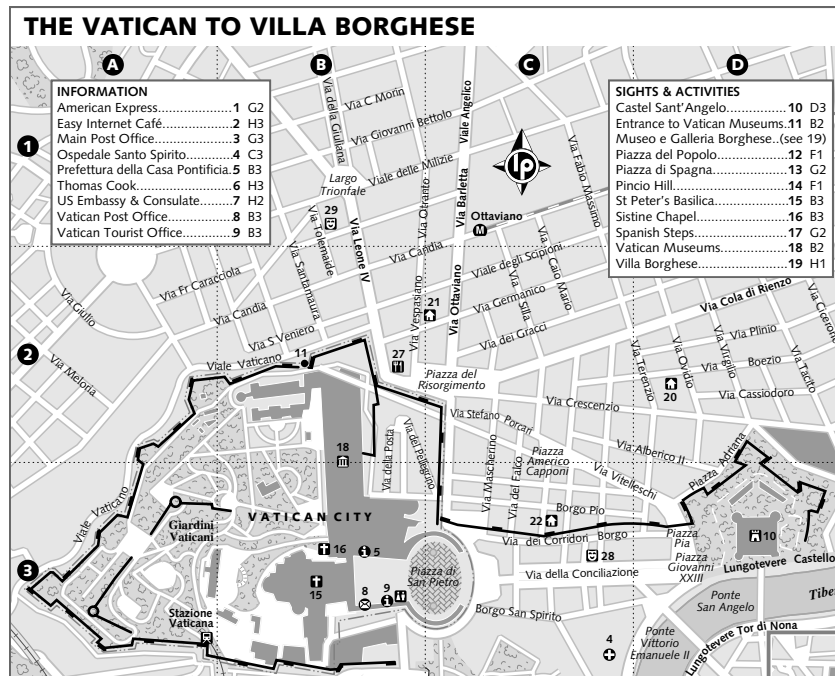 THE VATICAN TO VILLA BORGHESE
A
B
C
D
1
2
3
INFORMATION
American Express..................1 G2
Easy Internet Café................2 H3
Main Post Office..................3 G3
Ospedale Santo Spirito............4 C3
Prefettura della Casa Pontificia.5 B3
Thomas Cook.......................6 H3
US Embassy & Consulate............7 H2
Vatican Post Office...............8 B3
Vatican Tourist Office............9 B3
SIGHTS & ACTIVITIES
Castel Sant'Angelo................10 D3
Entrance to Vatican Museums.11 B2
Museo e Galleria Borghese..(see 19)
Piazza del Popolo.................12 F1
Piazza di Spagna..................13 G2
Pincio Hill.......................14 F1
St Peter's Basilica...............15 B3
Sistine Chapel....................16 B3
Spanish Steps.....................17 G2
Vatican Museums...................18 B2
Villa Borghese....................19 H1
Via della Giuliana
Via C Morin
Via Giovanni Bettolo
Viale Angelico
lp
Viale delle Milizie
Via Fabio Massimo
Largo
Trionfale
Via Otranto
Via Barletta
29
Ottaviano
M
Via Tolemaide
Via Leone IV
Via Candia
Viale degli Scipioni
Via Santamaura
Via Fr Caracciola
Via Caio Mario
Via Silla
Via Germanico
Via Cola di Rienzo
Via Cicerone
Via Giulio
Via Candia
Via Vespasiano
21
Via Ottaviano
Via dei Gracci
Via S Veniero
Viale Vaticano
11
27
Via Plinio
Via Terenzio
Via Ovidio
Via Virgilio
Boezio
Via Tacito
Via Meloria
Piazza del
Risorgimento
20
Via Cassiodoro
Via Crescenzio
Via Stefano Porcari
18
Via della Posta
Via del Pellegrino
Via Mascherino
Via del Falco
Piazza
Americo
Capponi
Via Alberico II
Via Vitelleschi
Piazza Adriana
Viale Vaticano
Giardini
Vaticani
VATICAN CITY
22
Borgo Pio
Via dei Corridori
Borgo
Piazza
Pia
10
16
5
28
Piazza
Giovanni
XXIII
Lungotevere Castello
Piazza di
San Pietro
Via della Conciliazione
15
8
9
Ponte
San Angelo
Stazione
Vaticana
Borgo San Spirito
4
Ponte
Vittorio
Emanuele II
Lungotevere Tor di Nona